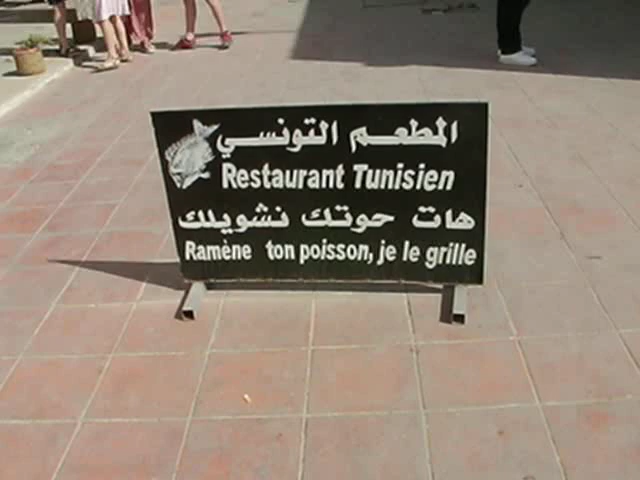 المطعم التونسي
Restaurant Tunisien
هات حوتك نشويلك
Ramène ton poisson, je le grille